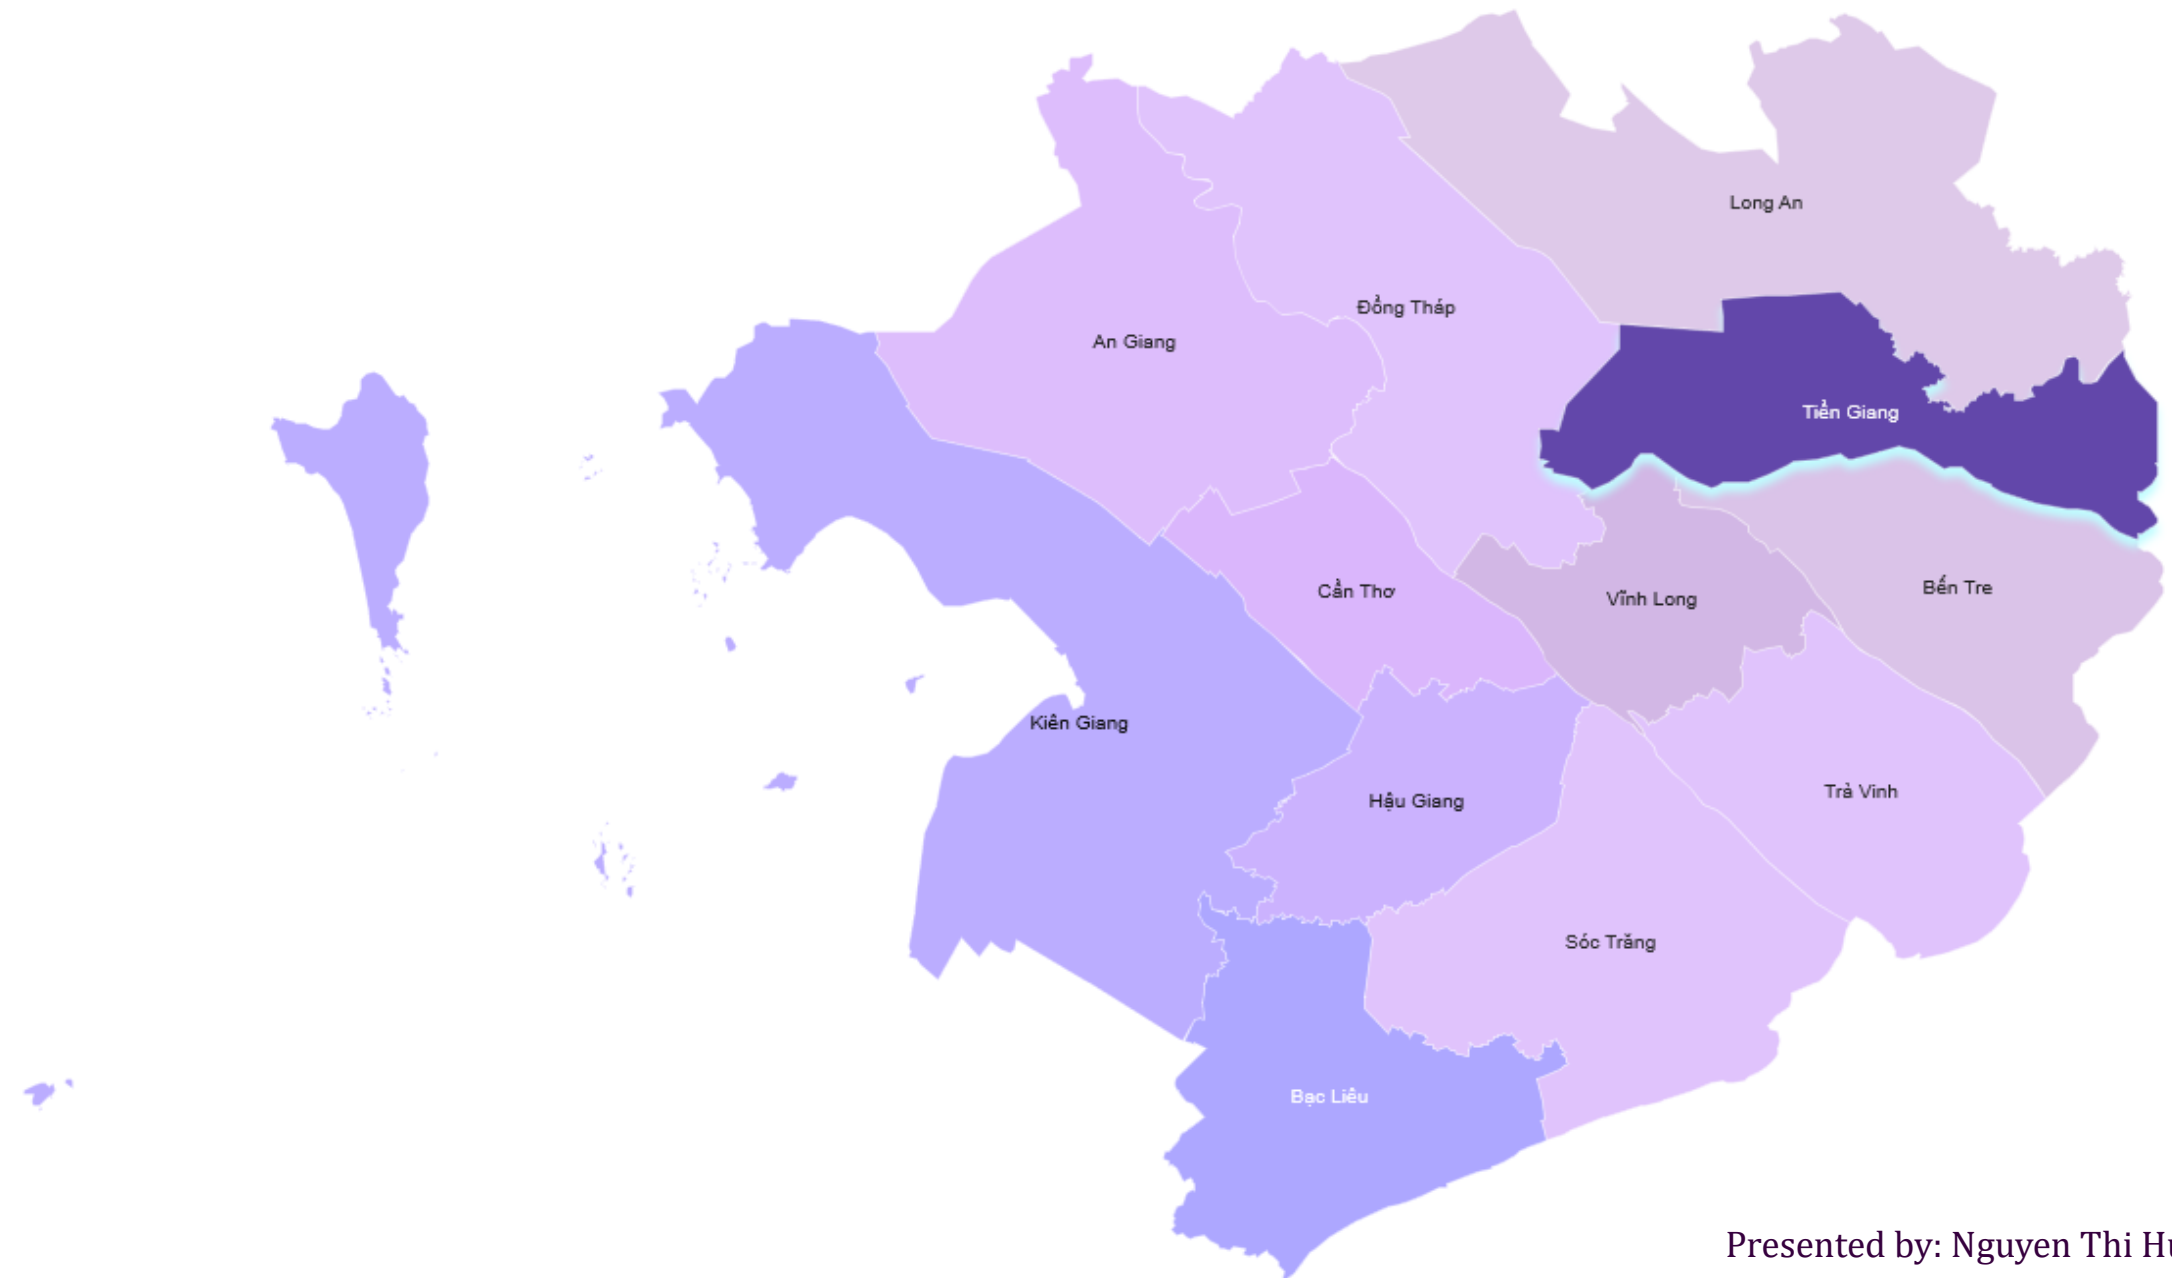 Long An
Đồng Tháp
An Giang
Tiền Giang
Cần Thơ
Vĩnh Long
Bến Tre
Kiên Giang
Hậu Giang
Trà Vinh
Sóc Trăng
Bạc Liêu
Presented by: Nguyen Thi